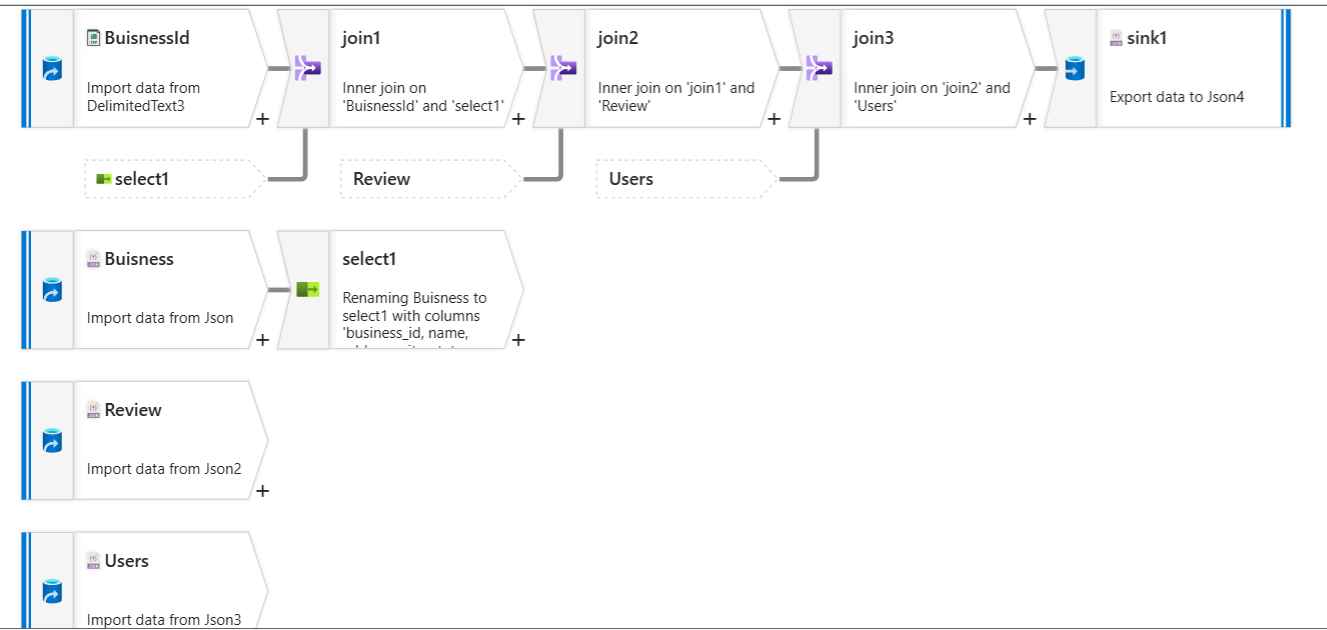 BuisnessId
Import data from
DelimitedText3
+
join1
Inner join on
'BuisnessId' and 'select1'
+
join2
Inner join on 'join1' and
'Review'
+
join3
Inner join on 'join2' and
'Users'
+
sink1
Export data to Json4
select1
Review
Users
Buisness
Import data from Json
+
select1
Renaming Buisness to
select1 with columns
'business_id, name,
+
Review
Import data from Json2
+
Users
Import data from Json3